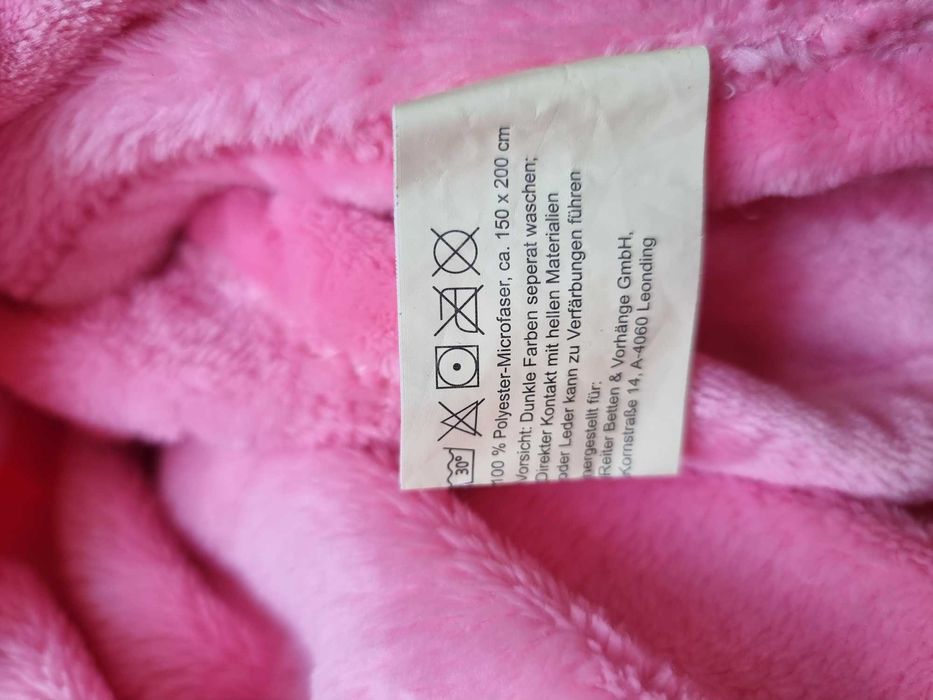 30°
100 % Polyester-Microfaser, ca. 150 x 200 cm
Vorsicht: Dunkle Farben seperat waschen;
Direkter Kontakt mit hellen Materialien
oder Leder kann zu Verfärbungen führen
hergestellt für:
Reiter Betten & Vorhänge GmbH,
Kornstraße 14, A-4060 Leonding